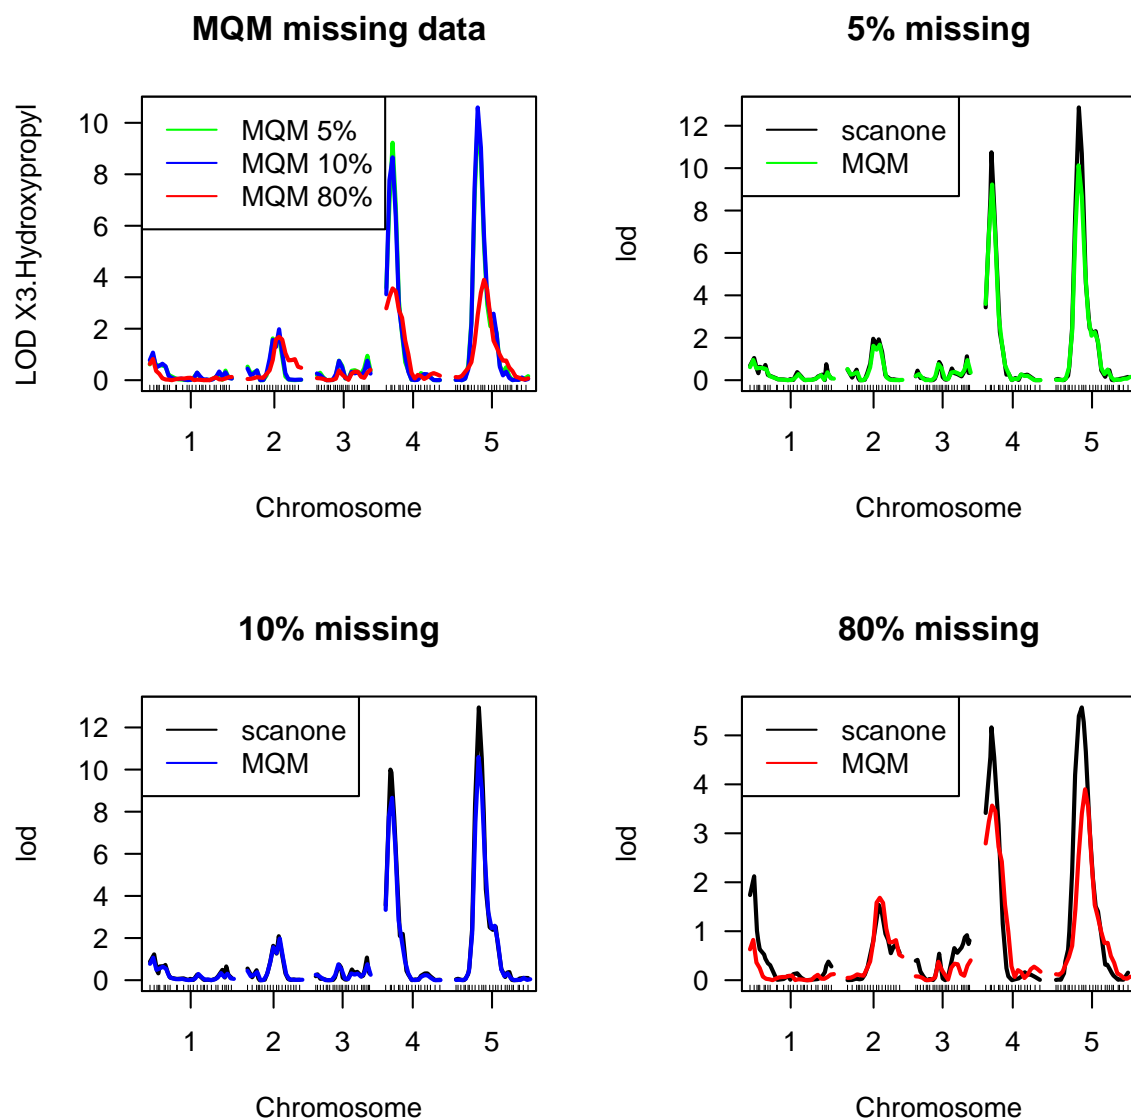 MQM missing data
LOD X3.Hydroxypropyl
10
8
6
4
2
0
MQM 5%
MQM 10%
MQM 80%
1 2 3 4 5
Chromosome
5% missing
lod
12
10
8
6
4
2
0
scanone
MQM
1 2 3 4 5
Chromosome
10% missing
lod
12
10
8
6
4
2
0
scanone
MQM
1 2 3 4 5
Chromosome
80% missing
lod
5
4
3
2
1
0
scanone
MQM
1 2 3 4 5
Chromosome